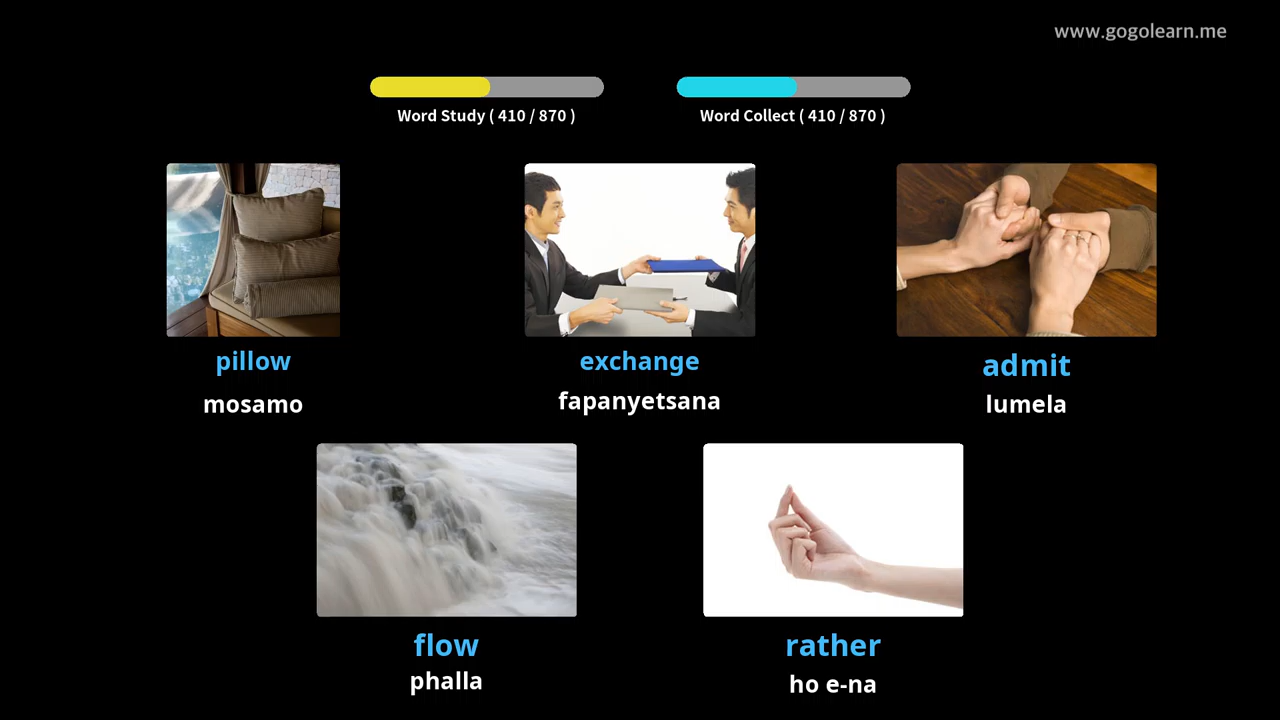 www.gogolearn.me
Word Study ( 410 / 870 )
Word Collect ( 410 / 870 )
pillow
mosamo
exchange
fapanyetsana
admit
lumela
flow
phalla
rather
ho e-na